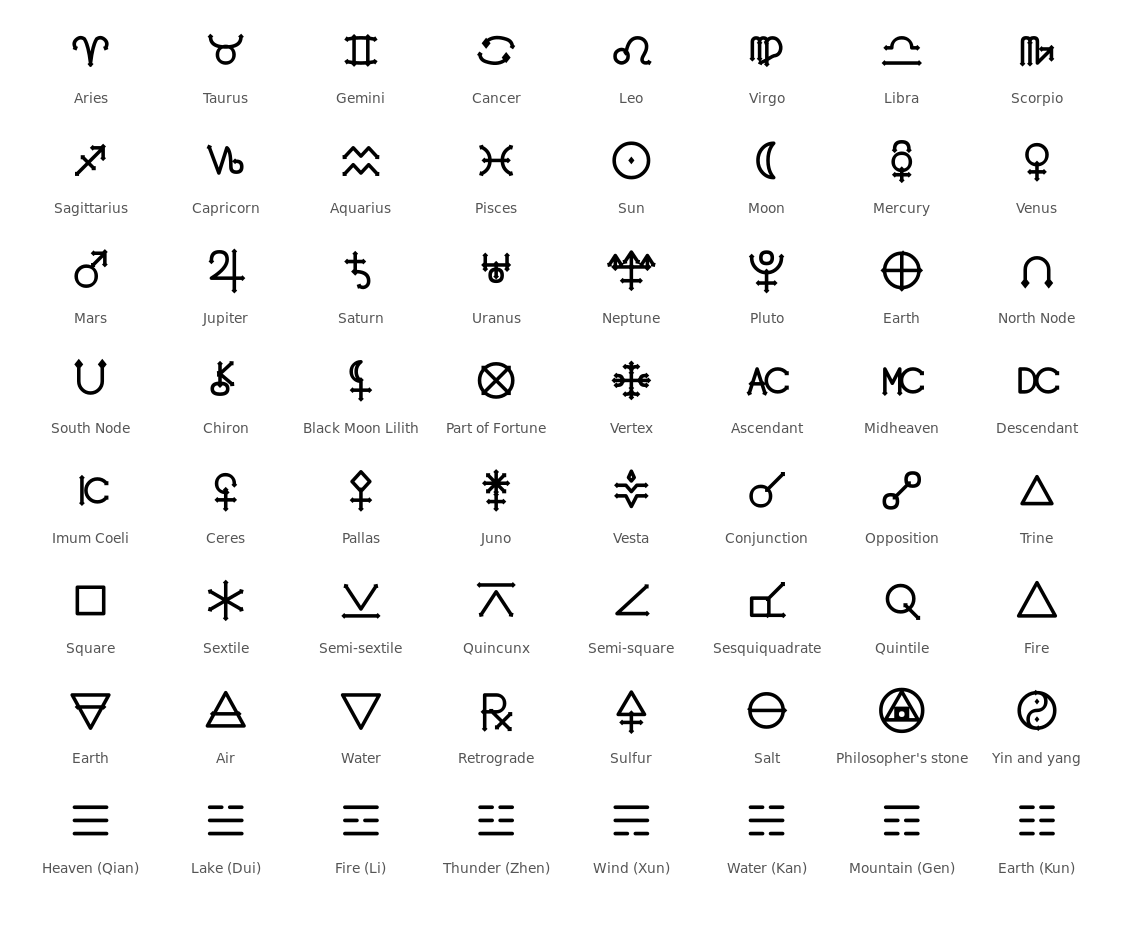 Aries Taurus Gemini Cancer Leo Virgo Libra Scorpio
Sagittarius Capricorn Aquarius Pisces Sun Moon Mercury Venus
Mars Jupiter Saturn Uranus Neptune Pluto Earth North Node
South Node Chiron Black Moon Lilith Part of Fortune Vertex Ascendant Midheaven Descendant
Imum Coeli Ceres Pallas Juno Vesta Conjunction Opposition Trine
Square Sextile Semi-sextile Quincunx Semi-square Sesquiquadrate Quintile Fire
Earth Air Water Retrograde Sulfur Salt Philosopher's stone Yin and yang
Heaven (Qian) Lake (Dui) Fire (Li) Thunder (Zhen) Wind (Xun) Water (Kan) Mountain (Gen) Earth (Kun)